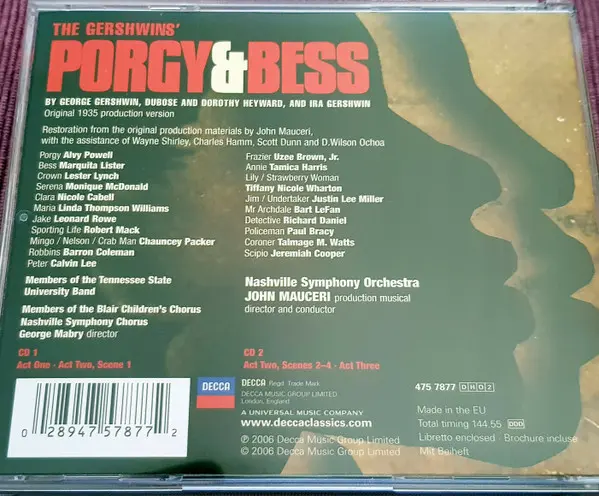 THE GERSHWINS'
PORGY&BESS
BY GEORGE GERSHWIN, DUBOSE AND DOROTHY HEYWARD, AND IRA GERSHWIN
Original 1935 production version
Restoration from the original production materials by John Mauceri,
with the assistance of Wayne Shirley, Charles Hamm, Scott Dunn and D.Wilson Ochoa
Porgy Alvy Powell
Bess Marquita Lister
Crown Lester Lynch
Serena Monique McDonald
Clara Nicole Cabell
Maria Linda Thompson Williams
Jake Leonard Rowe
Sporting Life Robert Mack
Mingo / Nelson / Crab Man Chauncey Packer
Robbins Barron Coleman
Peter Calvin Lee
Frazier Uzee Brown, Jr.
Annie Tamica Harris
Lily / Strawberry Woman
Tiffany Nicole Wharton
Jim / Undertaker Justin Lee Miller
Mr Archdale Bart LeFan
Detective Richard Daniel
Policeman Paul Bracy
Coroner Talmage M. Watts
Scipio Jeremiah Cooper
Members of the Tennessee State
University Band
Members of the Blair Children's Chorus
Nashville Symphony Chorus
George Mabry director
Nashville Symphony Orchestra
JOHN MAUCERI production musical
director and conductor
CD 1
Act One · Act Two, Scene 1
CD 2
Act Two, Scenes 2–4 · Act Three
0 28947 57877 2
DECCA
DECCA Regd Trade Mark
DECCA MUSIC GROUP LIMITED
London, England
A UNIVERSAL MUSIC COMPANY
www.deccaclassics.com
℗ 2006 Decca Music Group Limited
© 2006 Decca Music Group Limited
475 7877 DH02
Made in the EU
Total timing 144 55 DDD
Libretto enclosed · Brochure incluse
Mit Beiheft